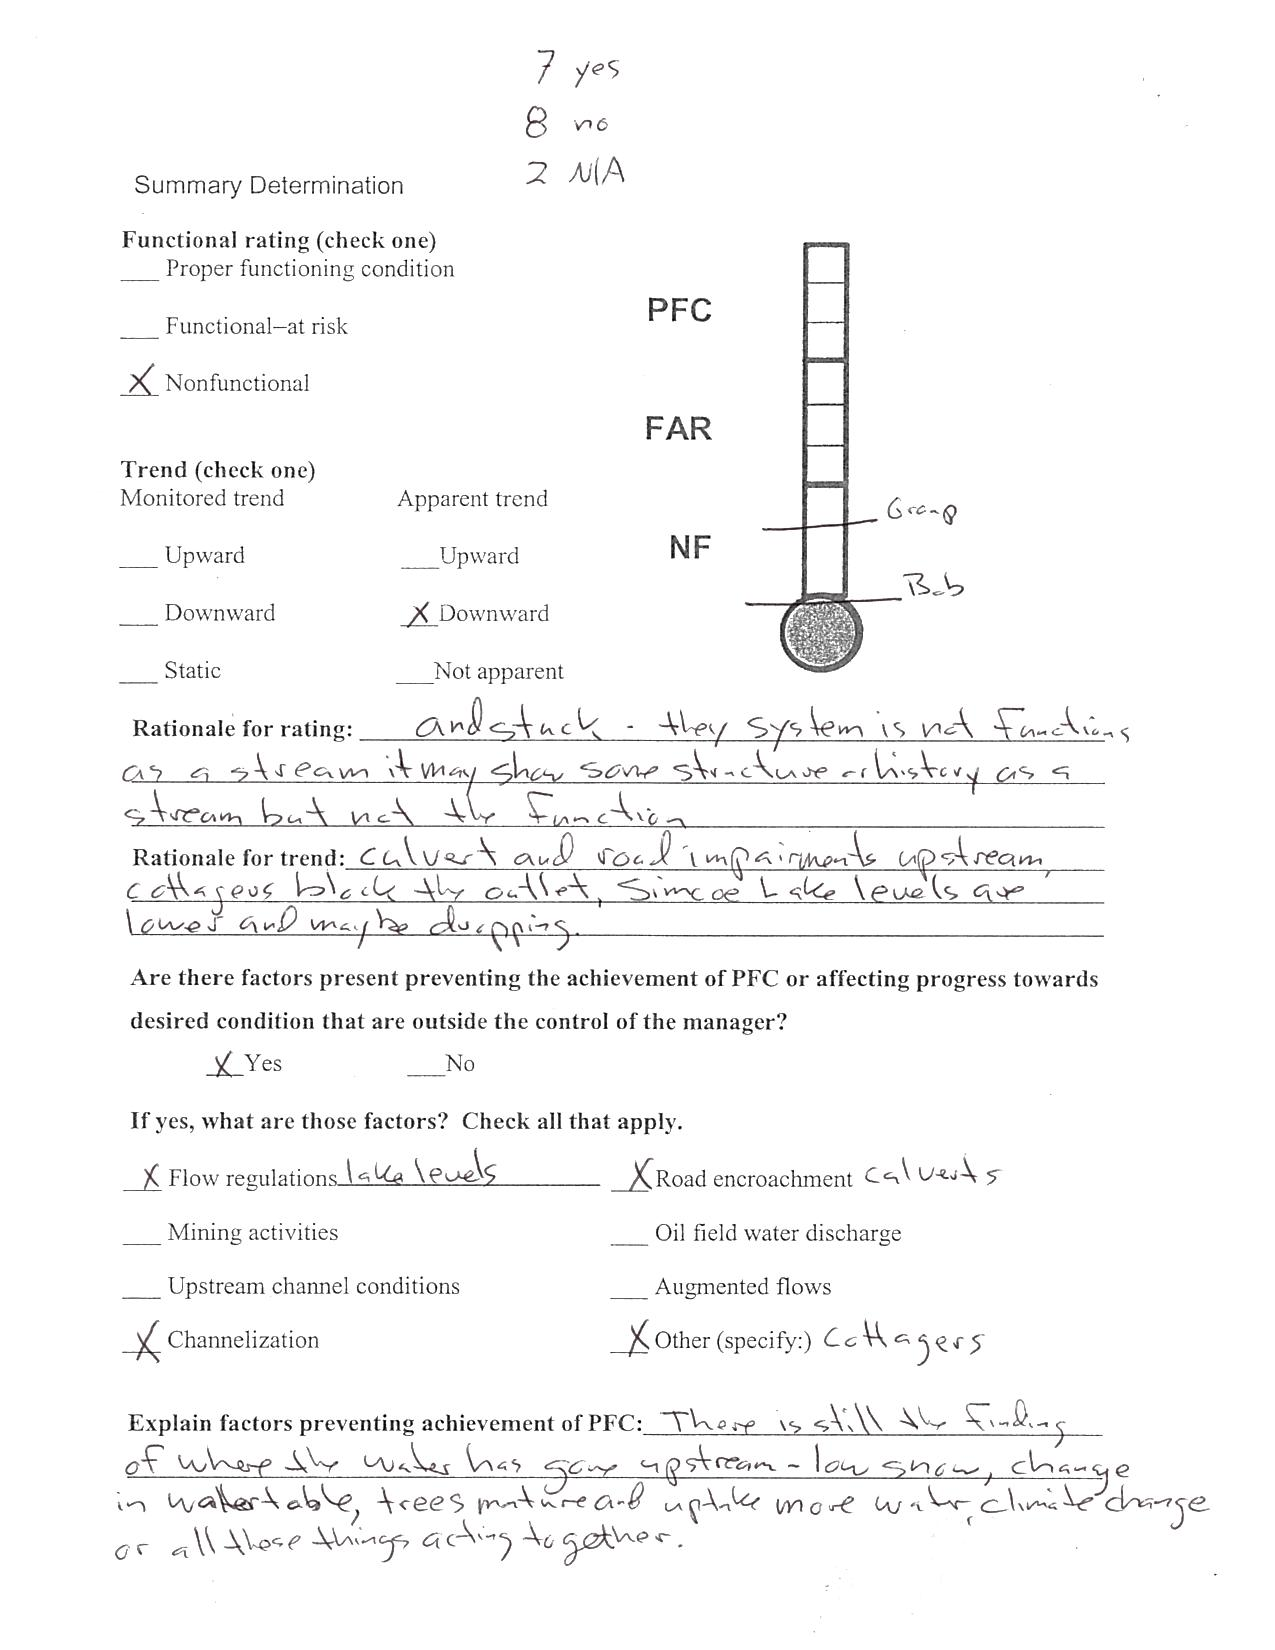 7 yes
8 no
2 N/A
Summary Determination
Functional rating (check one)
___ Proper functioning condition
___ Functional–at risk
X Nonfunctional
PFC
FAR
NF
Group
Bob
Trend (check one)
Monitored trend Apparent trend
___ Upward ___Upward
___ Downward X Downward
___ Static ___Not apparent
Rationale for rating: and stuck - they system is not functions
as a stream it may show some structure or history as a
stream but not the function
Rationale for trend: culvert and road impairments upstream,
cottageus block the outlet, Simcoe Lake levels are
lower and may be dropping.
Are there factors present preventing the achievement of PFC or affecting progress towards
desired condition that are outside the control of the manager?
X Yes ___No
If yes, what are those factors? Check all that apply.
X Flow regulations lake levels X Road encroachment culverts
___ Mining activities ___ Oil field water discharge
___ Upstream channel conditions ___ Augmented flows
X Channelization X Other (specify:) Cottagers
Explain factors preventing achievement of PFC: There is still the finding
of where the water has gone upstream - low snow, change
in watertable, trees mature and uptake more water, climate change
or all these things acting together.